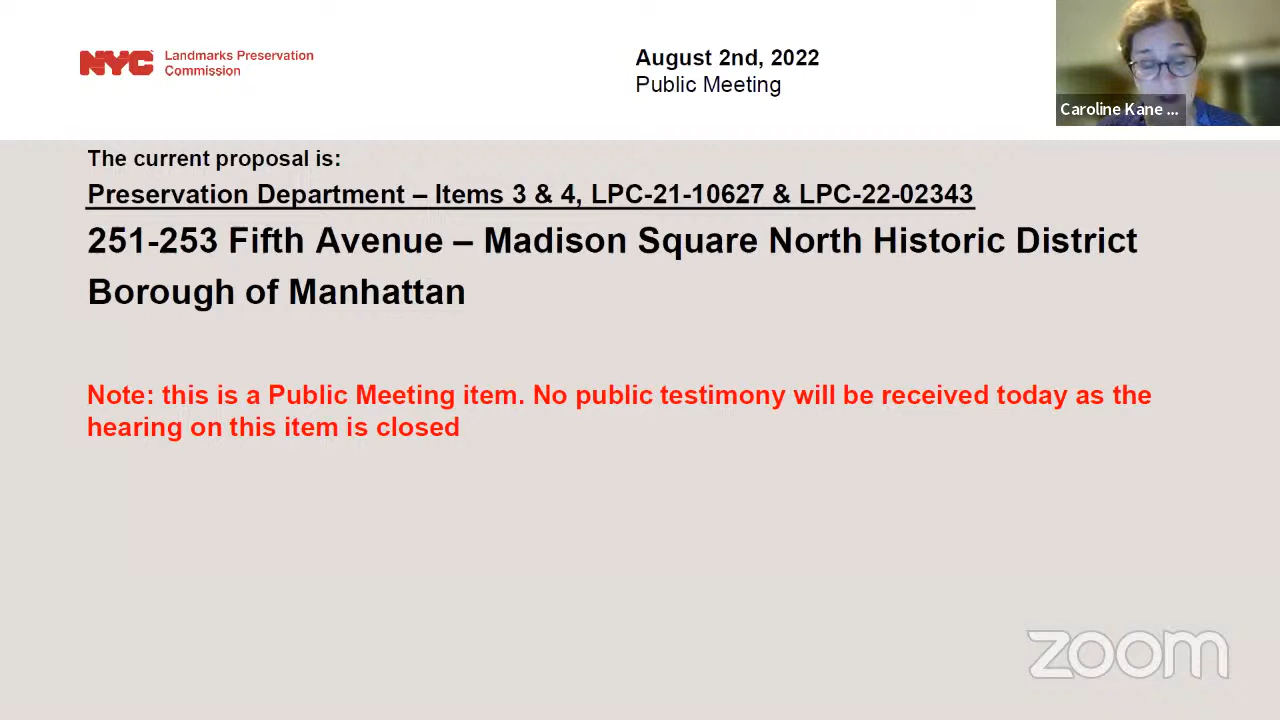 NYC Landmarks Preservation
Commission
August 2nd, 2022
Public Meeting
Caroline Kane ...
The current proposal is:
Preservation Department – Items 3 & 4, LPC-21-10627 & LPC-22-02343
251-253 Fifth Avenue – Madison Square North Historic District
Borough of Manhattan
Note: this is a Public Meeting item. No public testimony will be received today as the
hearing on this item is closed
zoom